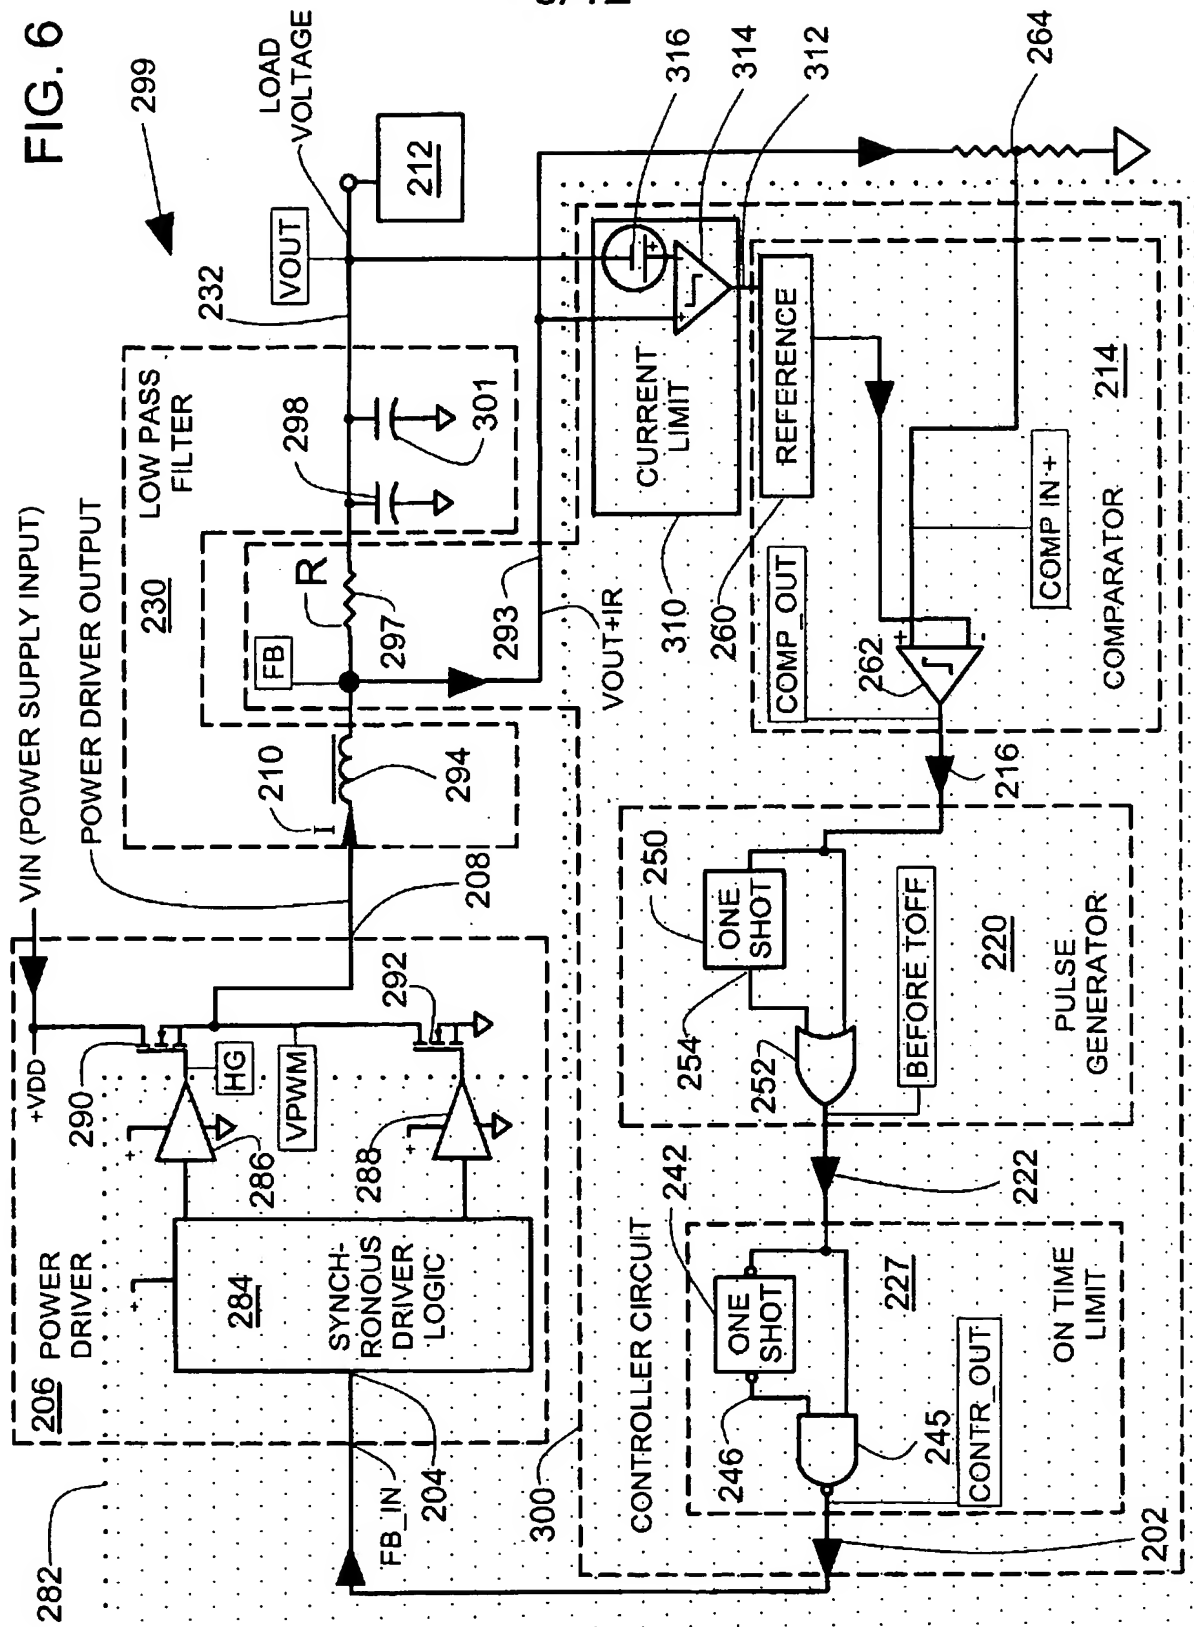 FIG. 6
299
282
206 POWER
DRIVER
VIN (POWER SUPPLY INPUT)
POWER DRIVER OUTPUT
+VDD
290
HG
+
286
VPWM
292
288
+
+
284
SYNCH-
RONOUS
DRIVER
LOGIC
204
FB_IN
208
230
LOW PASS
FILTER
210
I
294
FB
R
297
298
301
232
VOUT
LOAD
VOLTAGE
212
293
VOUT+IR
300
CONTROLLER CIRCUIT
310
CURRENT
LIMIT
+
+
-
316
314
312
264
260
REFERENCE
214
COMPARATOR
COMP_OUT
COMP IN +
262
+
-
216
250
ONE
SHOT
254
252
220
PULSE
GENERATOR
BEFORE TOFF
222
242
ONE
SHOT
246
245
227
ON TIME
LIMIT
CONTR_OUT
202